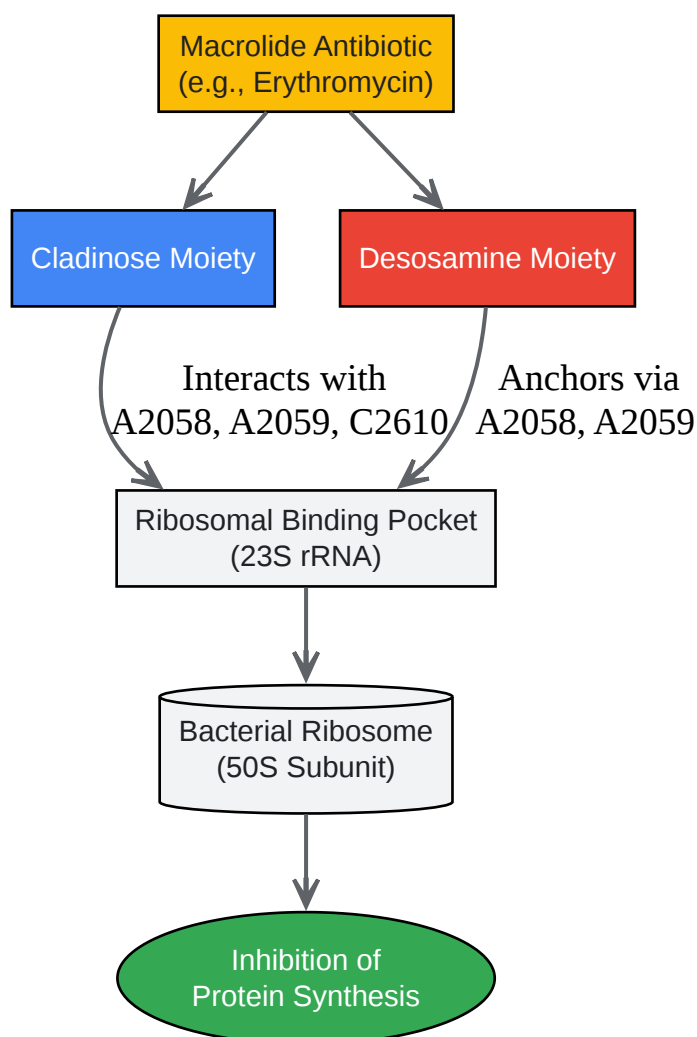 Macrolide Antibiotic
(e.g., Erythromycin)
Cladinose Moiety
Desosamine Moiety
Interacts with
A2058, A2059, C2610
Anchors via
A2058, A2059
Ribosomal Binding Pocket
(23S rRNA)
Bacterial Ribosome
(50S Subunit)
Inhibition of
Protein Synthesis